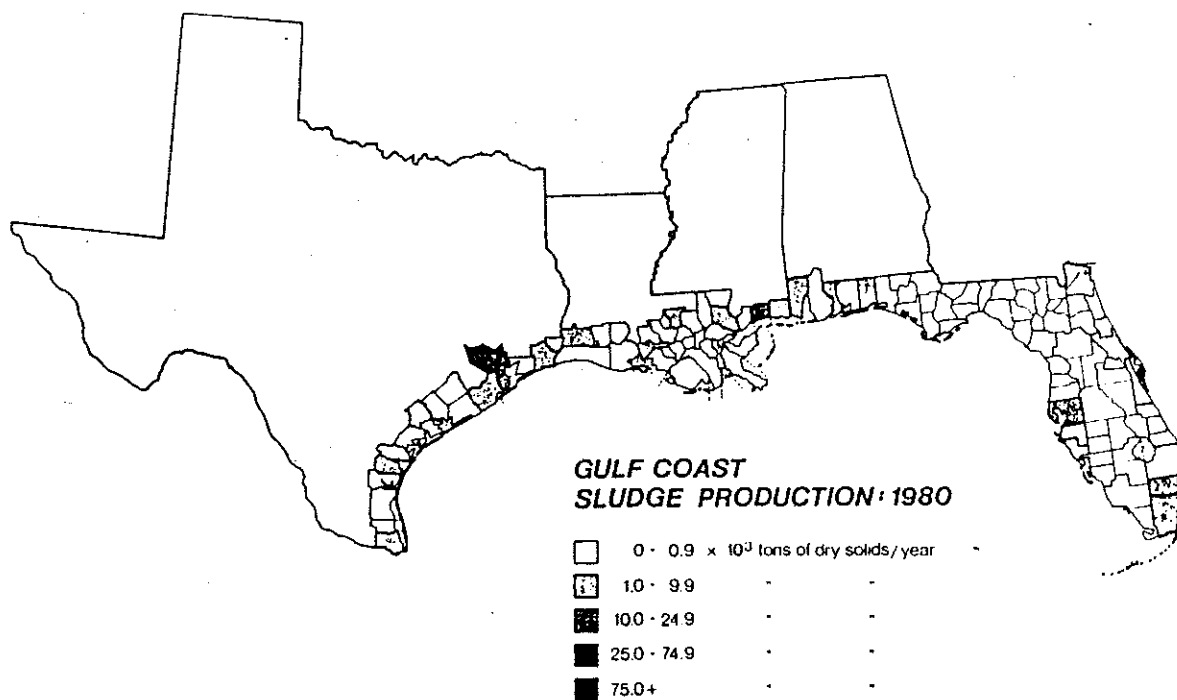 GULF COAST
SLUDGE PRODUCTION: 1980
0 - 0.9 x 10³ tons of dry solids/year "
1.0 - 9.9 " "
10.0 - 24.9 " "
25.0 - 74.9 " "
75.0+ " "